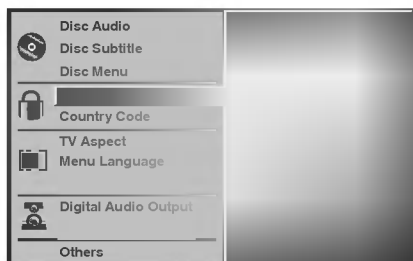 Disc Audio
Disc Subtitle
Disc Menu
Country Code
TV Aspect
Menu Language
Digital Audio Output
Others